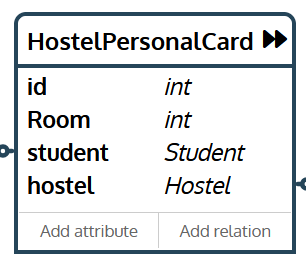 HostelPersonalCard
id int
Room int
student Student
hostel Hostel
Add attribute Add relation